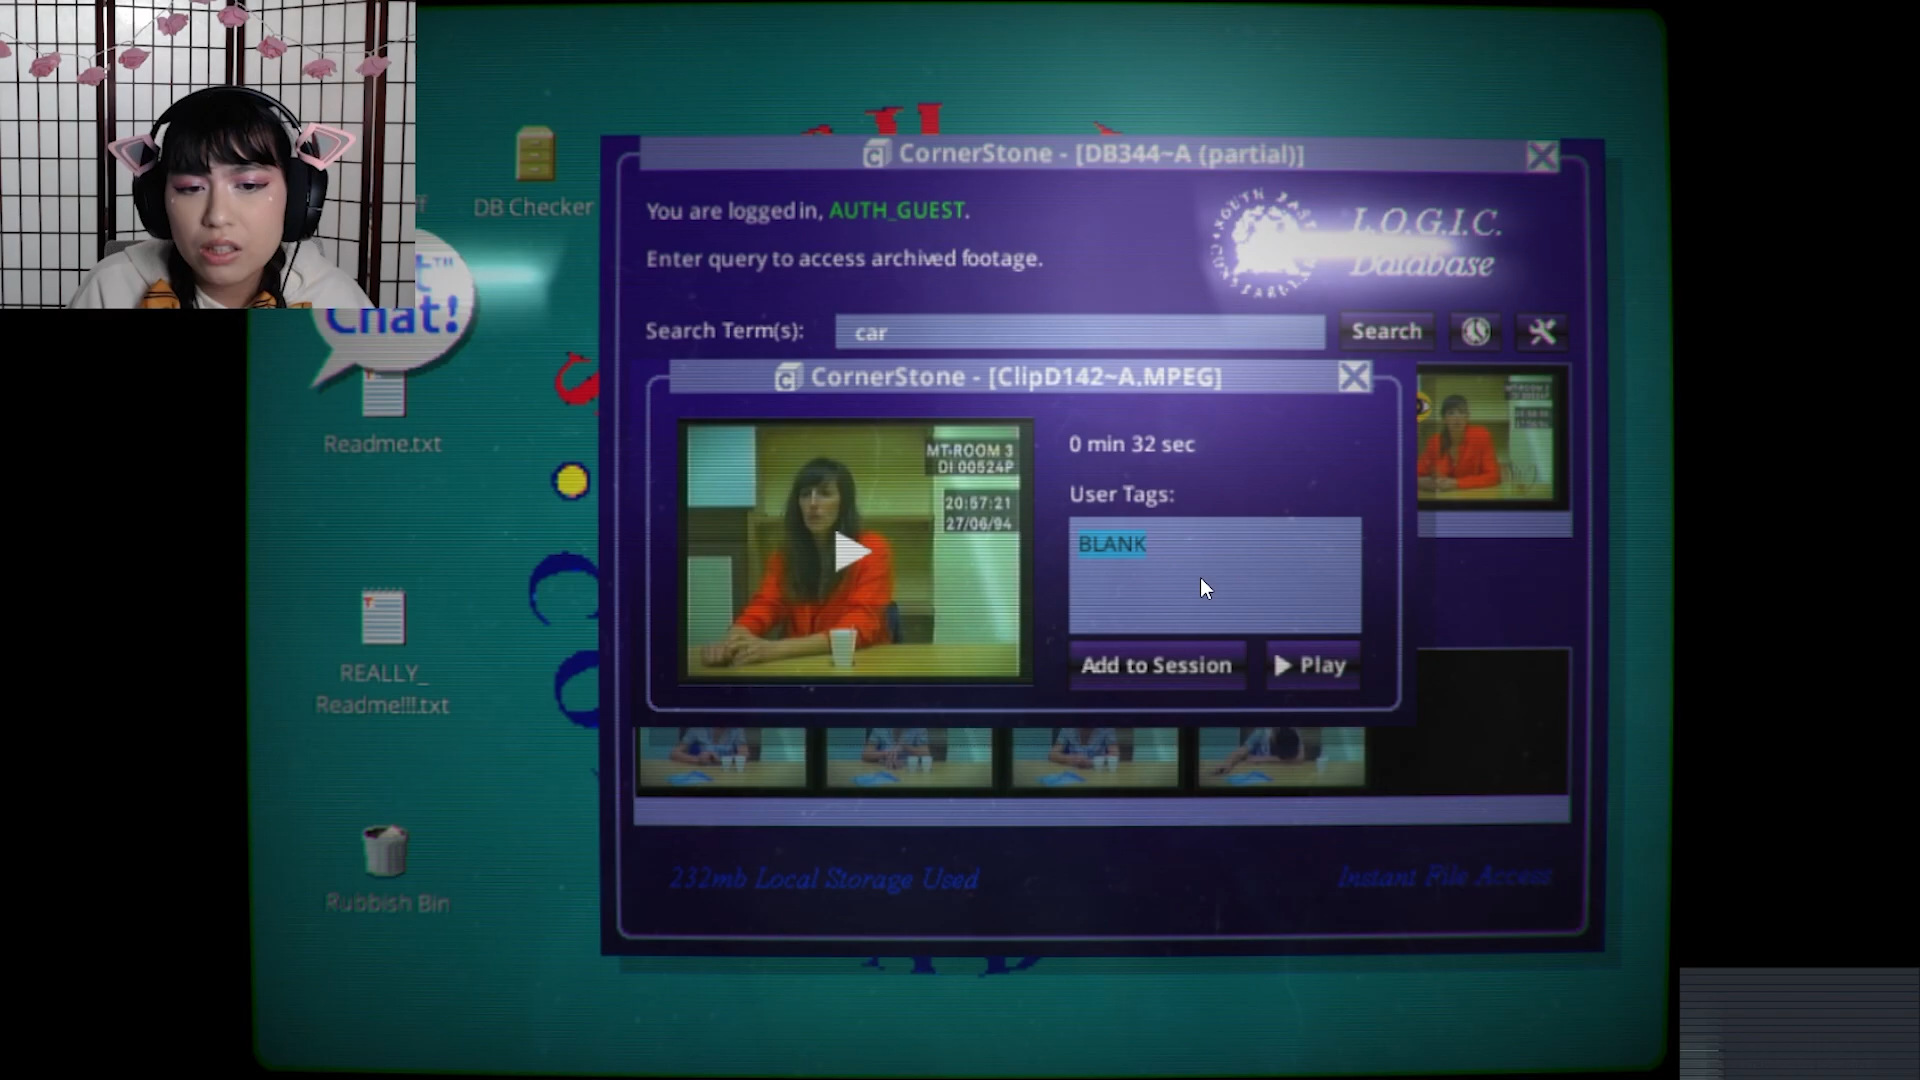 DB Checker
™
Chat!
Readme.txt
REALLY_
Readme!!!.txt
Rubbish Bin
CornerStone - [DB344~A (partial)]
You are logged in, AUTH_GUEST.
Enter query to access archived footage.
L.O.G.I.C.
Database
Search Term(s):
car
Search
CornerStone - [ClipD142~A.MPEG]
MT-ROOM 3
DI 00524P
20:57:21
27/06/94
0 min 32 sec
User Tags:
BLANK
Add to Session
Play
232mb Local Storage Used
Instant File Access